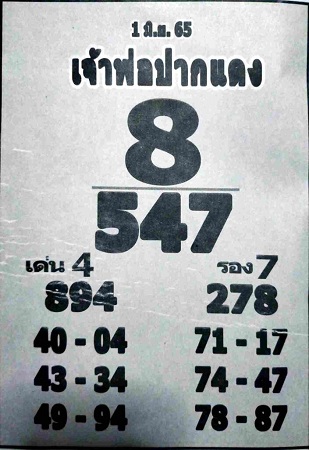 1 มิ.ย. 65
เจ้าพ่อปากแดง
8
547
เด่น 4 รอง 7
894 278
40 - 04 71 - 17
43 - 34 74 - 47
49 - 94 78 - 87